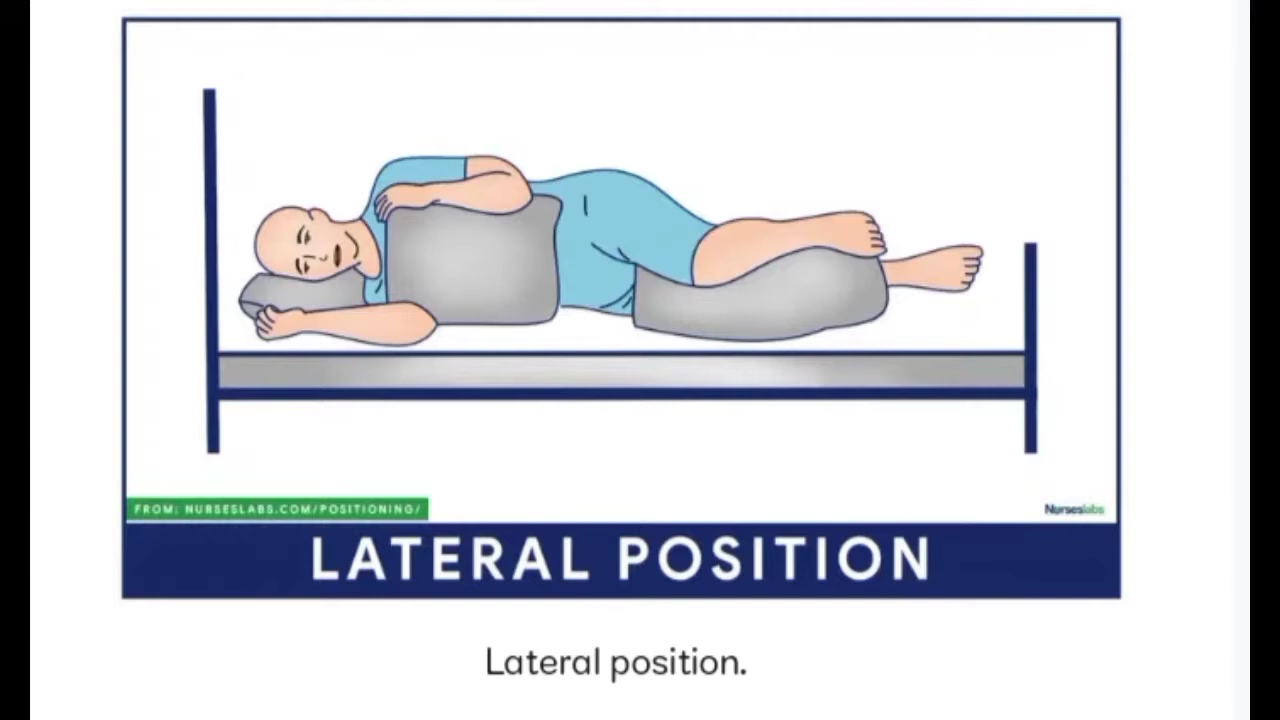 FROM: NURSESLABS.COM/POSITIONING/
Nurseslabs
LATERAL POSITION
Lateral position.